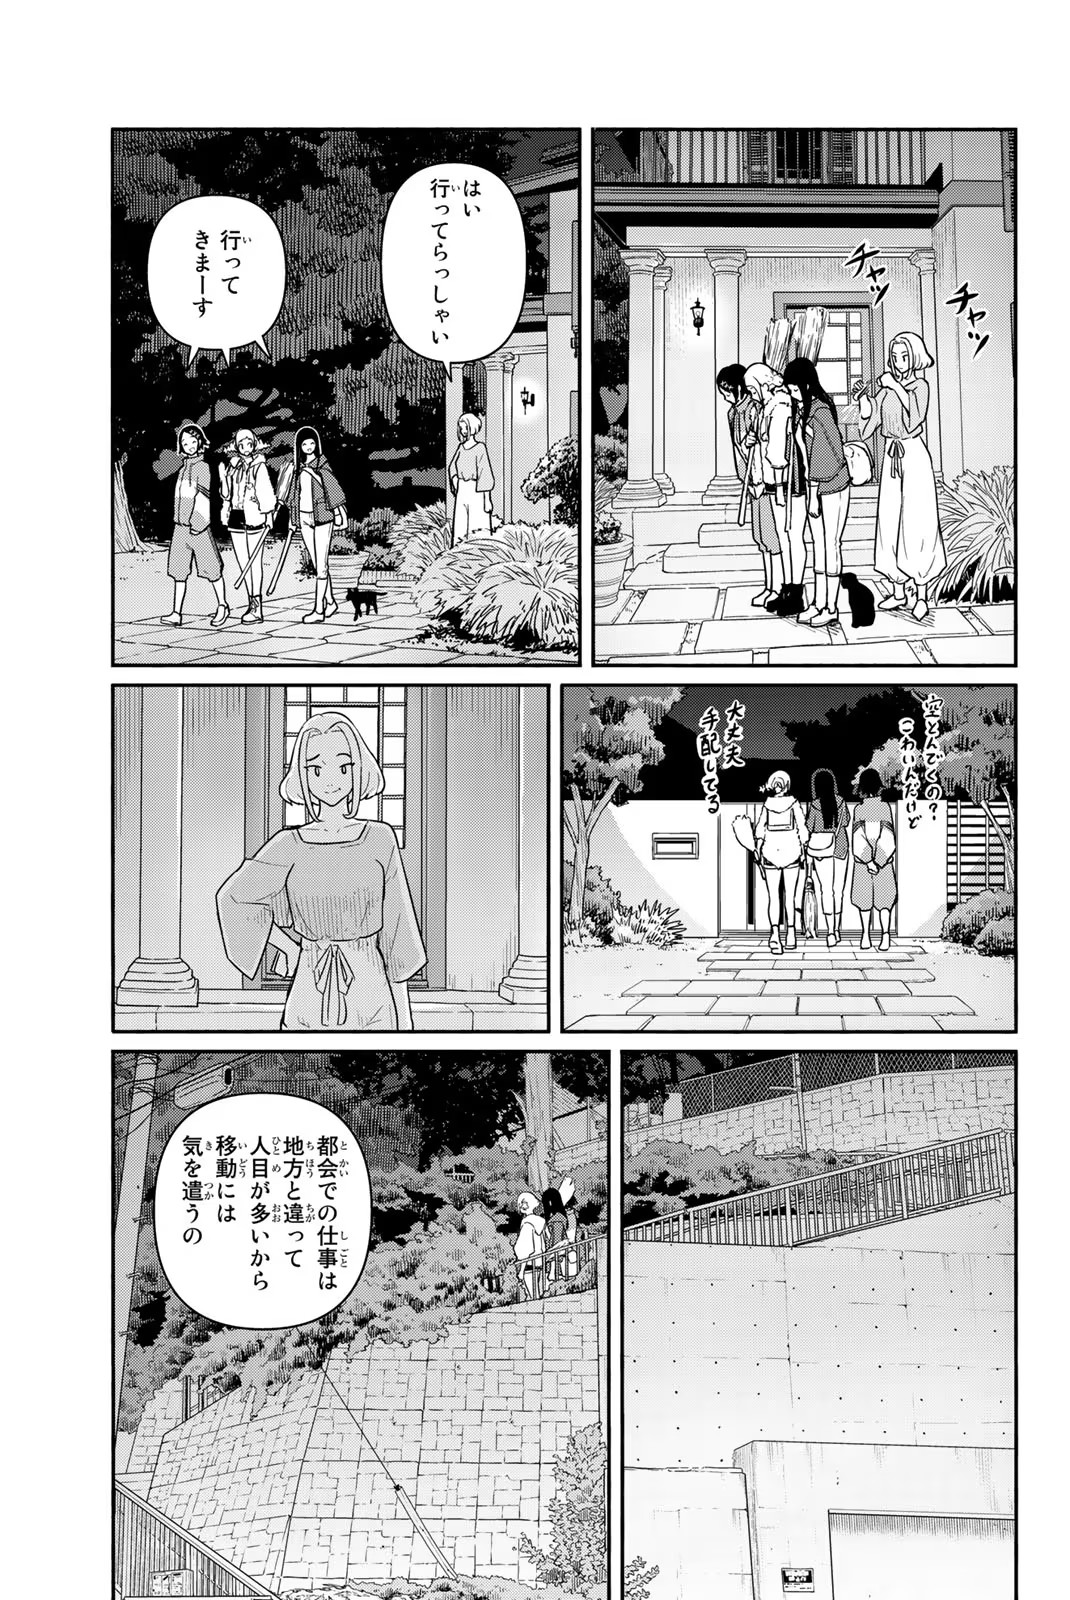 チャッ
チャッ
はい
行ってらっしゃい
行って
きまーす
空とんでくの?
こわいんだけど
大丈夫
手配してる
都会での仕事は
地方と違って
人目が多いから
移動には
気を遣うの